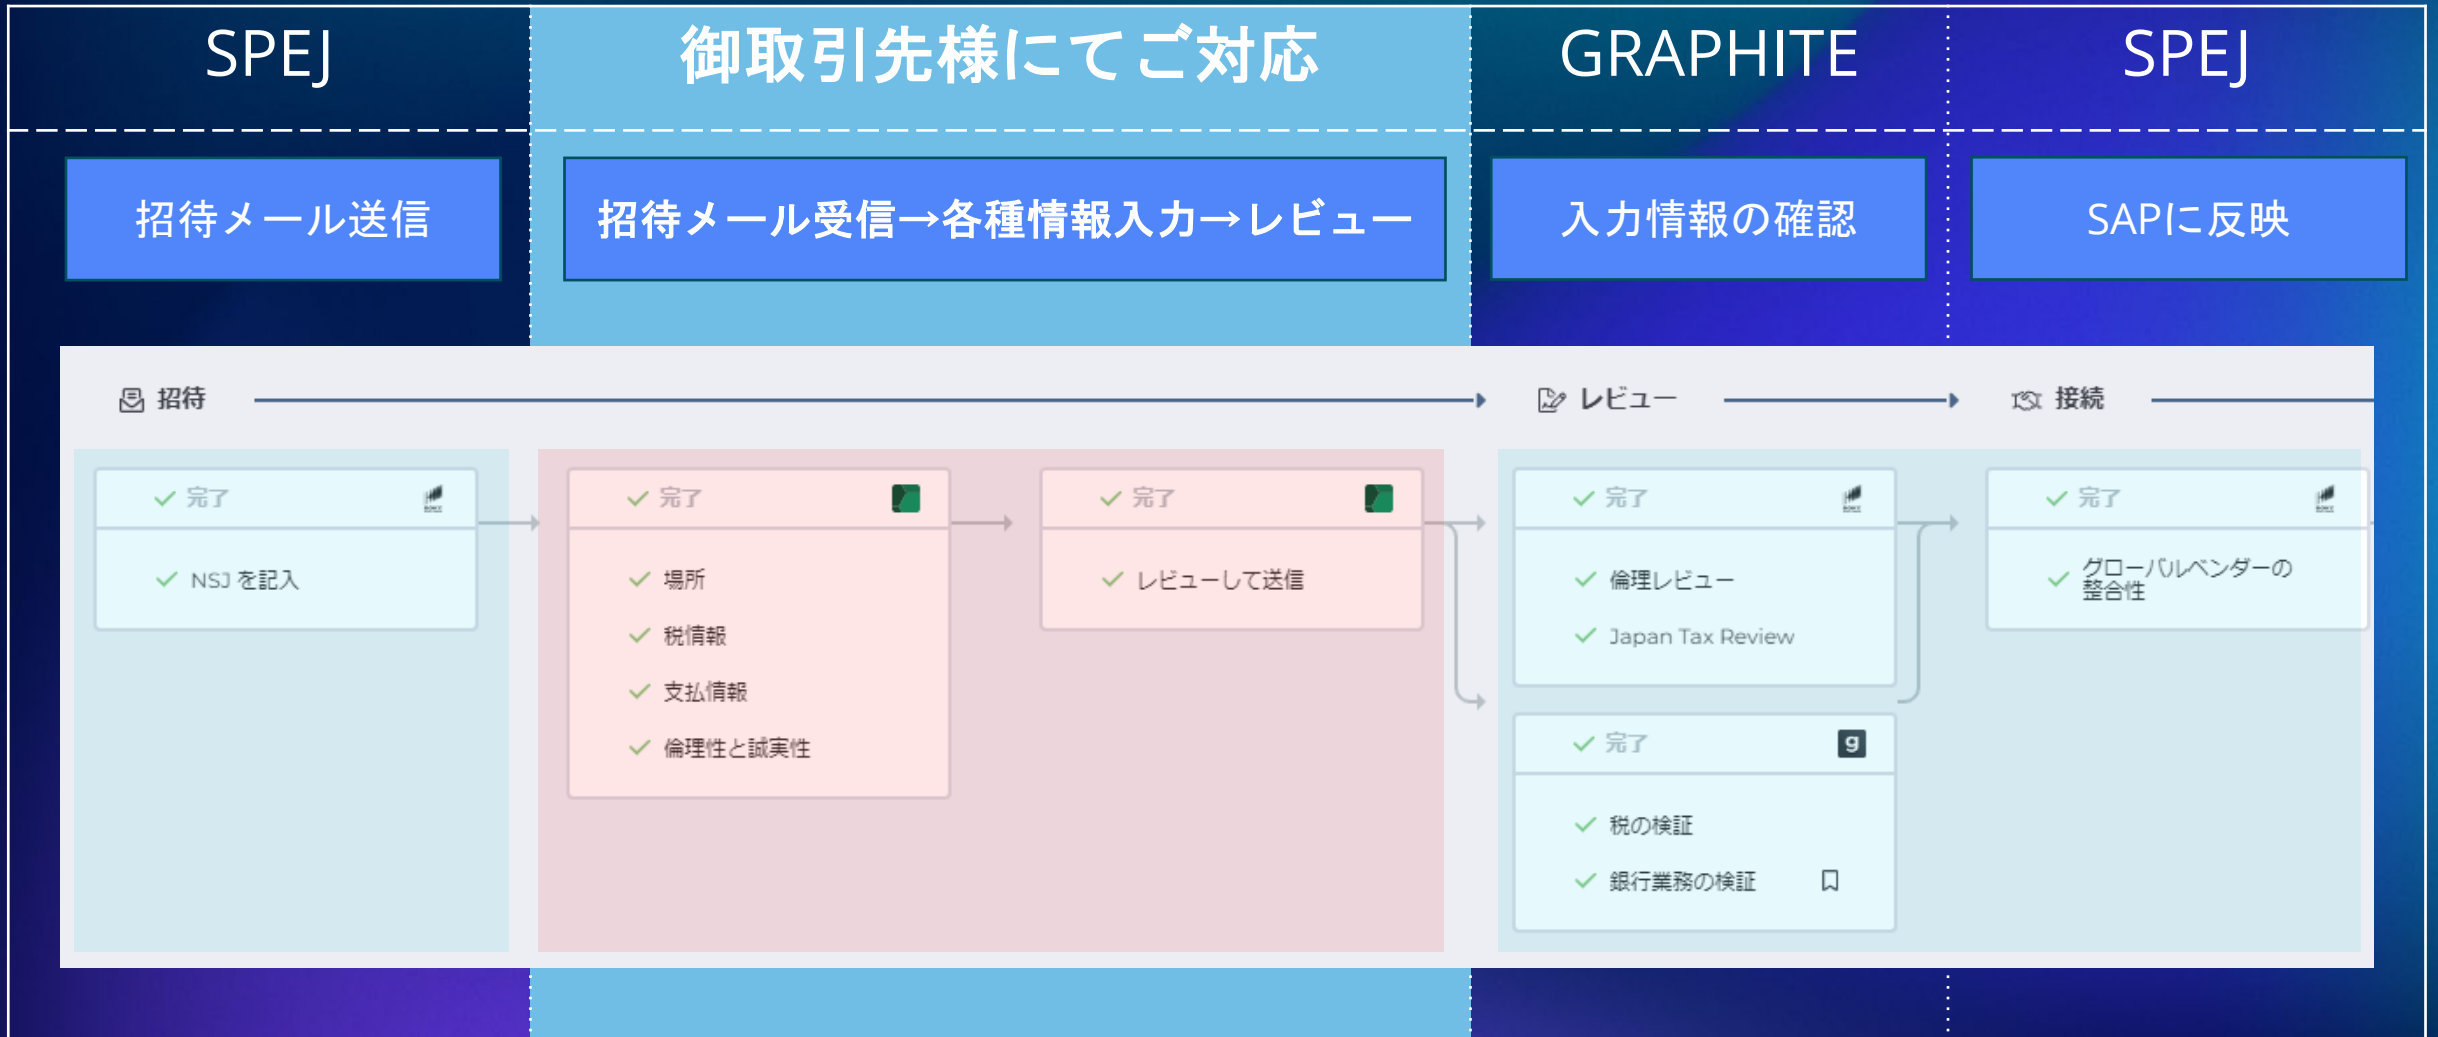 SPEJ
御取引先様にてご対応
GRAPHITE
SPEJ
招待メール送信
招待メール受信→各種情報入力→レビュー
入力情報の確認
SAPに反映
招待
レビュー
接続
完了
NSJ を記入
完了
場所
税情報
支払情報
倫理性と誠実性
完了
レビューして送信
完了
倫理レビュー
Japan Tax Review
完了
g
税の検証
銀行業務の検証
完了
グローバルベンダーの
整合性